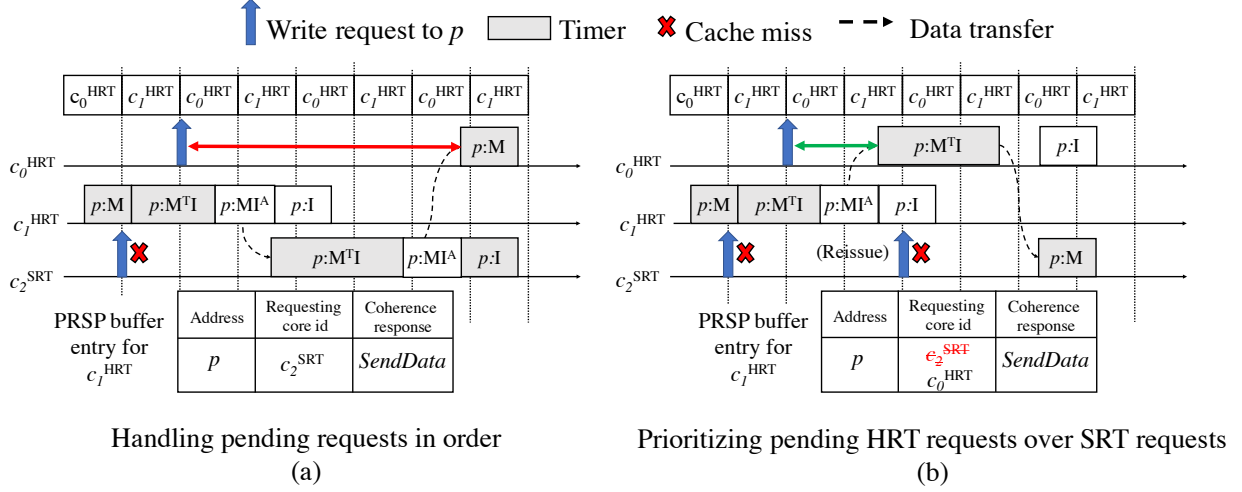 Write request to p
Timer
Cache miss
Data transfer
c₀ᴴᴿᵀ c₁ᴴᴿᵀ c₀ᴴᴿᵀ c₁ᴴᴿᵀ c₀ᴴᴿᵀ c₁ᴴᴿᵀ c₀ᴴᴿᵀ c₁ᴴᴿᵀ
c₀ᴴᴿᵀ
p:M
c₁ᴴᴿᵀ
p:M p:MᵀI p:MIᴬ p:I
c₂ˢᴿᵀ
p:MᵀI p:MIᴬ p:I
PRSP buffer
entry for
c₁ᴴᴿᵀ
Address
Requesting
core id
Coherence
response
p
c₂ˢᴿᵀ
SendData
Handling pending requests in order
(a)
c₀ᴴᴿᵀ c₁ᴴᴿᵀ c₀ᴴᴿᵀ c₁ᴴᴿᵀ c₀ᴴᴿᵀ c₁ᴴᴿᵀ c₀ᴴᴿᵀ c₁ᴴᴿᵀ
c₀ᴴᴿᵀ
p:MᵀI p:I
c₁ᴴᴿᵀ
p:M p:MᵀI p:MIᴬ p:I
c₂ˢᴿᵀ
(Reissue)
p:M
PRSP buffer
entry for
c₁ᴴᴿᵀ
Address
Requesting
core id
Coherence
response
p
c₂ˢᴿᵀ
c₀ᴴᴿᵀ
SendData
Prioritizing pending HRT requests over SRT requests
(b)